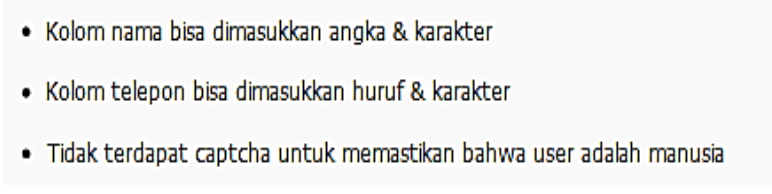 • Kolom nama bisa dimasukkan angka & karakter
• Kolom telepon bisa dimasukkan huruf & karakter
• Tidak terdapat captcha untuk memastikan bahwa user adalah manusia